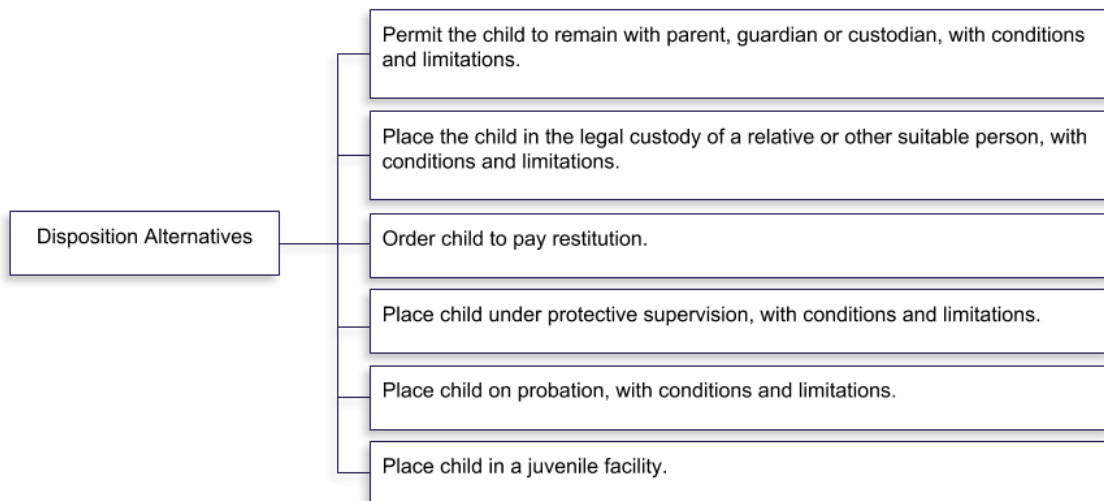 Permit the child to remain with parent, guardian or custodian, with conditions
and limitations.
Place the child in the legal custody of a relative or other suitable person, with
conditions and limitations.
Disposition Alternatives
Order child to pay restitution.
Place child under protective supervision, with conditions and limitations.
Place child on probation, with conditions and limitations.
Place child in a juvenile facility.